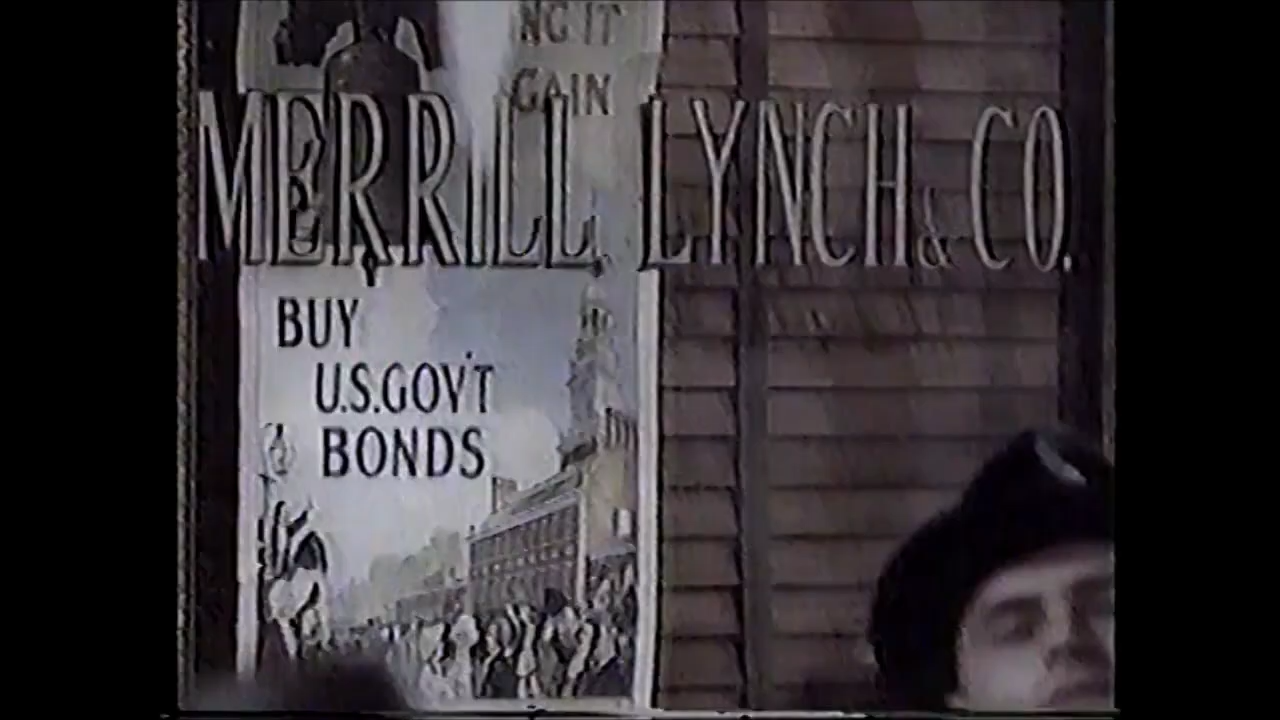 NG IT
GAIN
MERRILL, LYNCH & CO.
BUY
U.S. GOV'T
BONDS